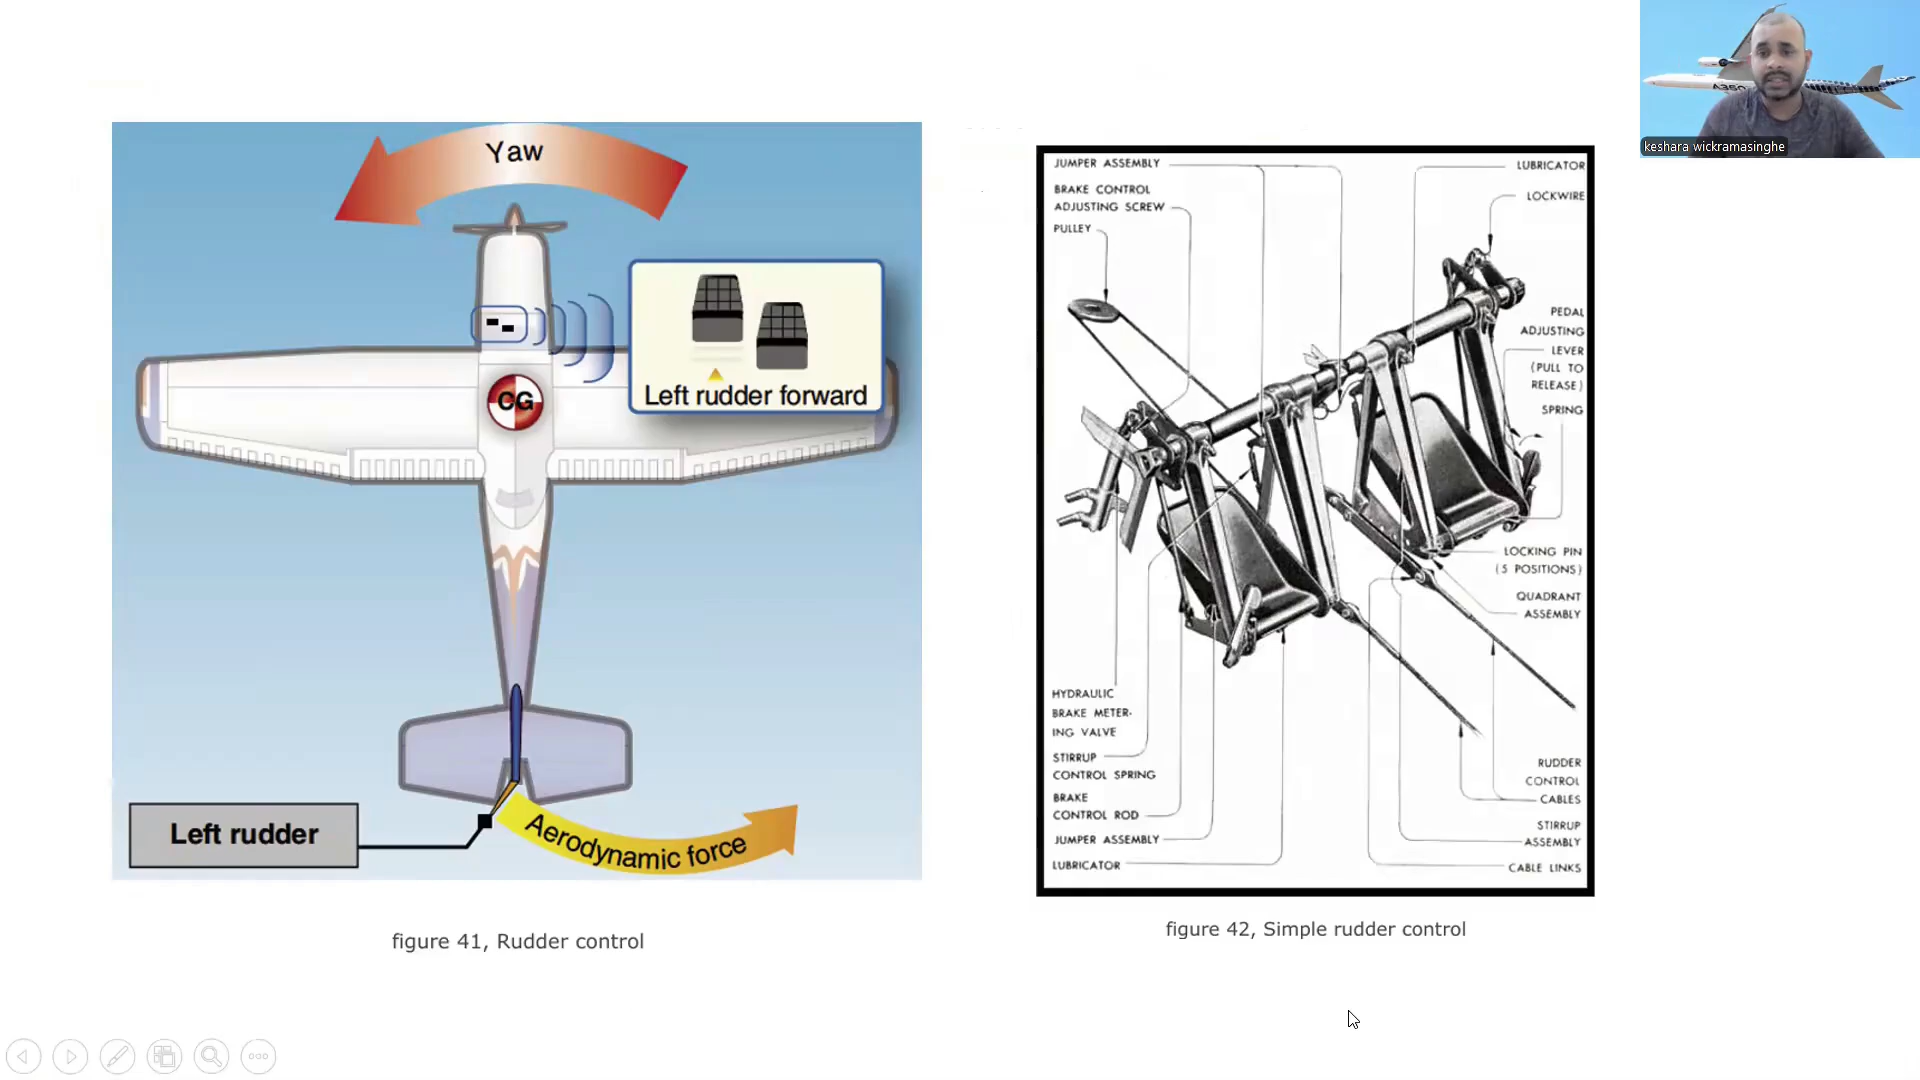 Yaw
CG
Left rudder forward
Left rudder
Aerodynamic force
figure 41, Rudder control
JUMPER ASSEMBLY
BRAKE CONTROL
ADJUSTING SCREW
PULLEY
LUBRICATOR
LOCKWIRE
PEDAL
ADJUSTING
LEVER
(PULL TO
RELEASE)
SPRING
LOCKING PIN
(5 POSITIONS)
QUADRANT
ASSEMBLY
HYDRAULIC
BRAKE METER-
ING VALVE
STIRRUP
CONTROL SPRING
BRAKE
CONTROL ROD
JUMPER ASSEMBLY
LUBRICATOR
RUDDER
CONTROL
CABLES
STIRRUP
ASSEMBLY
CABLE LINKS
figure 42, Simple rudder control
A350
keshara wickramasinghe